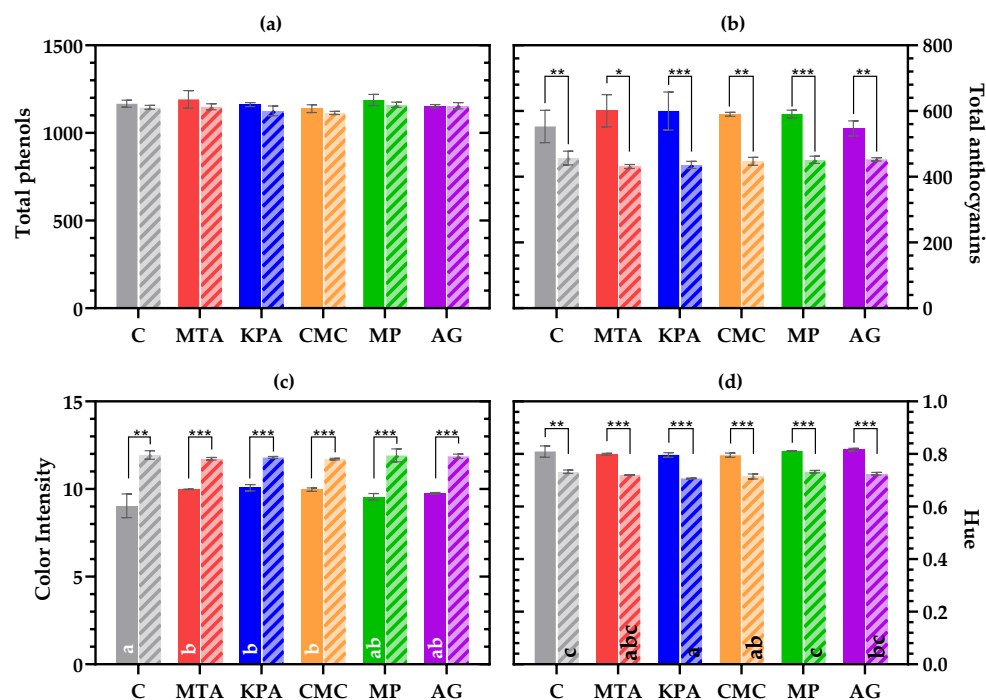 (a)
Total phenols
1500
1000
500
0
C MTA KPA CMC MP AG
(b)
** * *** ** *** **
800
600
400
200
0
Total anthocyanins
C MTA KPA CMC MP AG
(c)
Color Intensity
15
10
5
0
** *** *** *** *** ***
a b b b ab ab
C MTA KPA CMC MP AG
(d)
** *** *** *** *** ***
1.0
0.8
0.6
0.4
0.2
0.0
Hue
c abc a ab c bc
C MTA KPA CMC MP AG